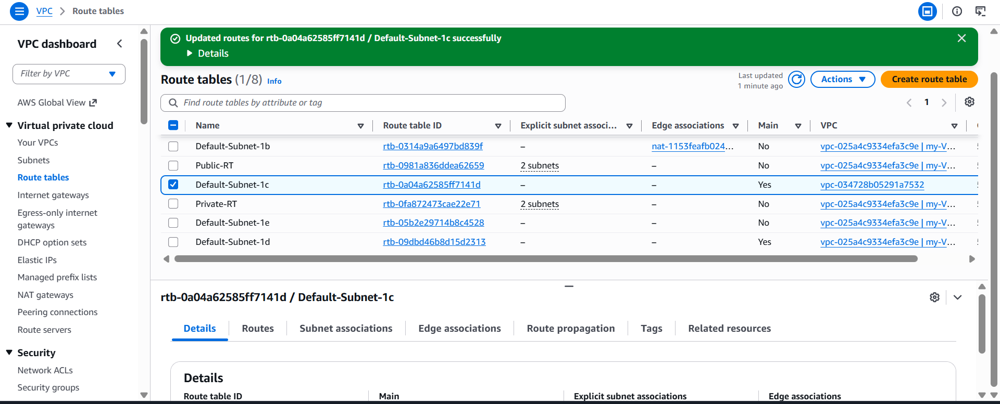 VPC > Route tables
VPC dashboard
Filter by VPC
AWS Global View
Virtual private cloud
Your VPCs
Subnets
Route tables
Internet gateways
Egress-only internet
gateways
DHCP option sets
Elastic IPs
Managed prefix lists
NAT gateways
Peering connections
Route servers
Security
Network ACLs
Security groups
Updated routes for rtb-0a04a62585ff7141d / Default-Subnet-1c successfully
Details
Route tables (1/8) Info
Last updated
1 minute ago
Actions
Create route table
Find route tables by attribute or tag
1
Name Route table ID Explicit subnet associ... Edge associations Main VPC
Default-Subnet-1b rtb-0314a9a6497bd839f – nat-1153feafb024... No vpc-025a4c9334efa3c9e | my-V...
Public-RT rtb-0981a836ddea62659 2 subnets – No vpc-025a4c9334efa3c9e | my-V...
Default-Subnet-1c rtb-0a04a62585ff7141d – – Yes vpc-034728b05291a7532
Private-RT rtb-0fa872473cae22e71 2 subnets – No vpc-025a4c9334efa3c9e | my-V...
Default-Subnet-1e rtb-05b2e29714b8c4528 – – No vpc-025a4c9334efa3c9e | my-V...
Default-Subnet-1d rtb-09dbd46b8d15d2313 – – Yes vpc-025a4c9334efa3c9e | my-V...
rtb-0a04a62585ff7141d / Default-Subnet-1c
Details Routes Subnet associations Edge associations Route propagation Tags Related resources
Details
Route table ID Main Explicit subnet associations Edge associations